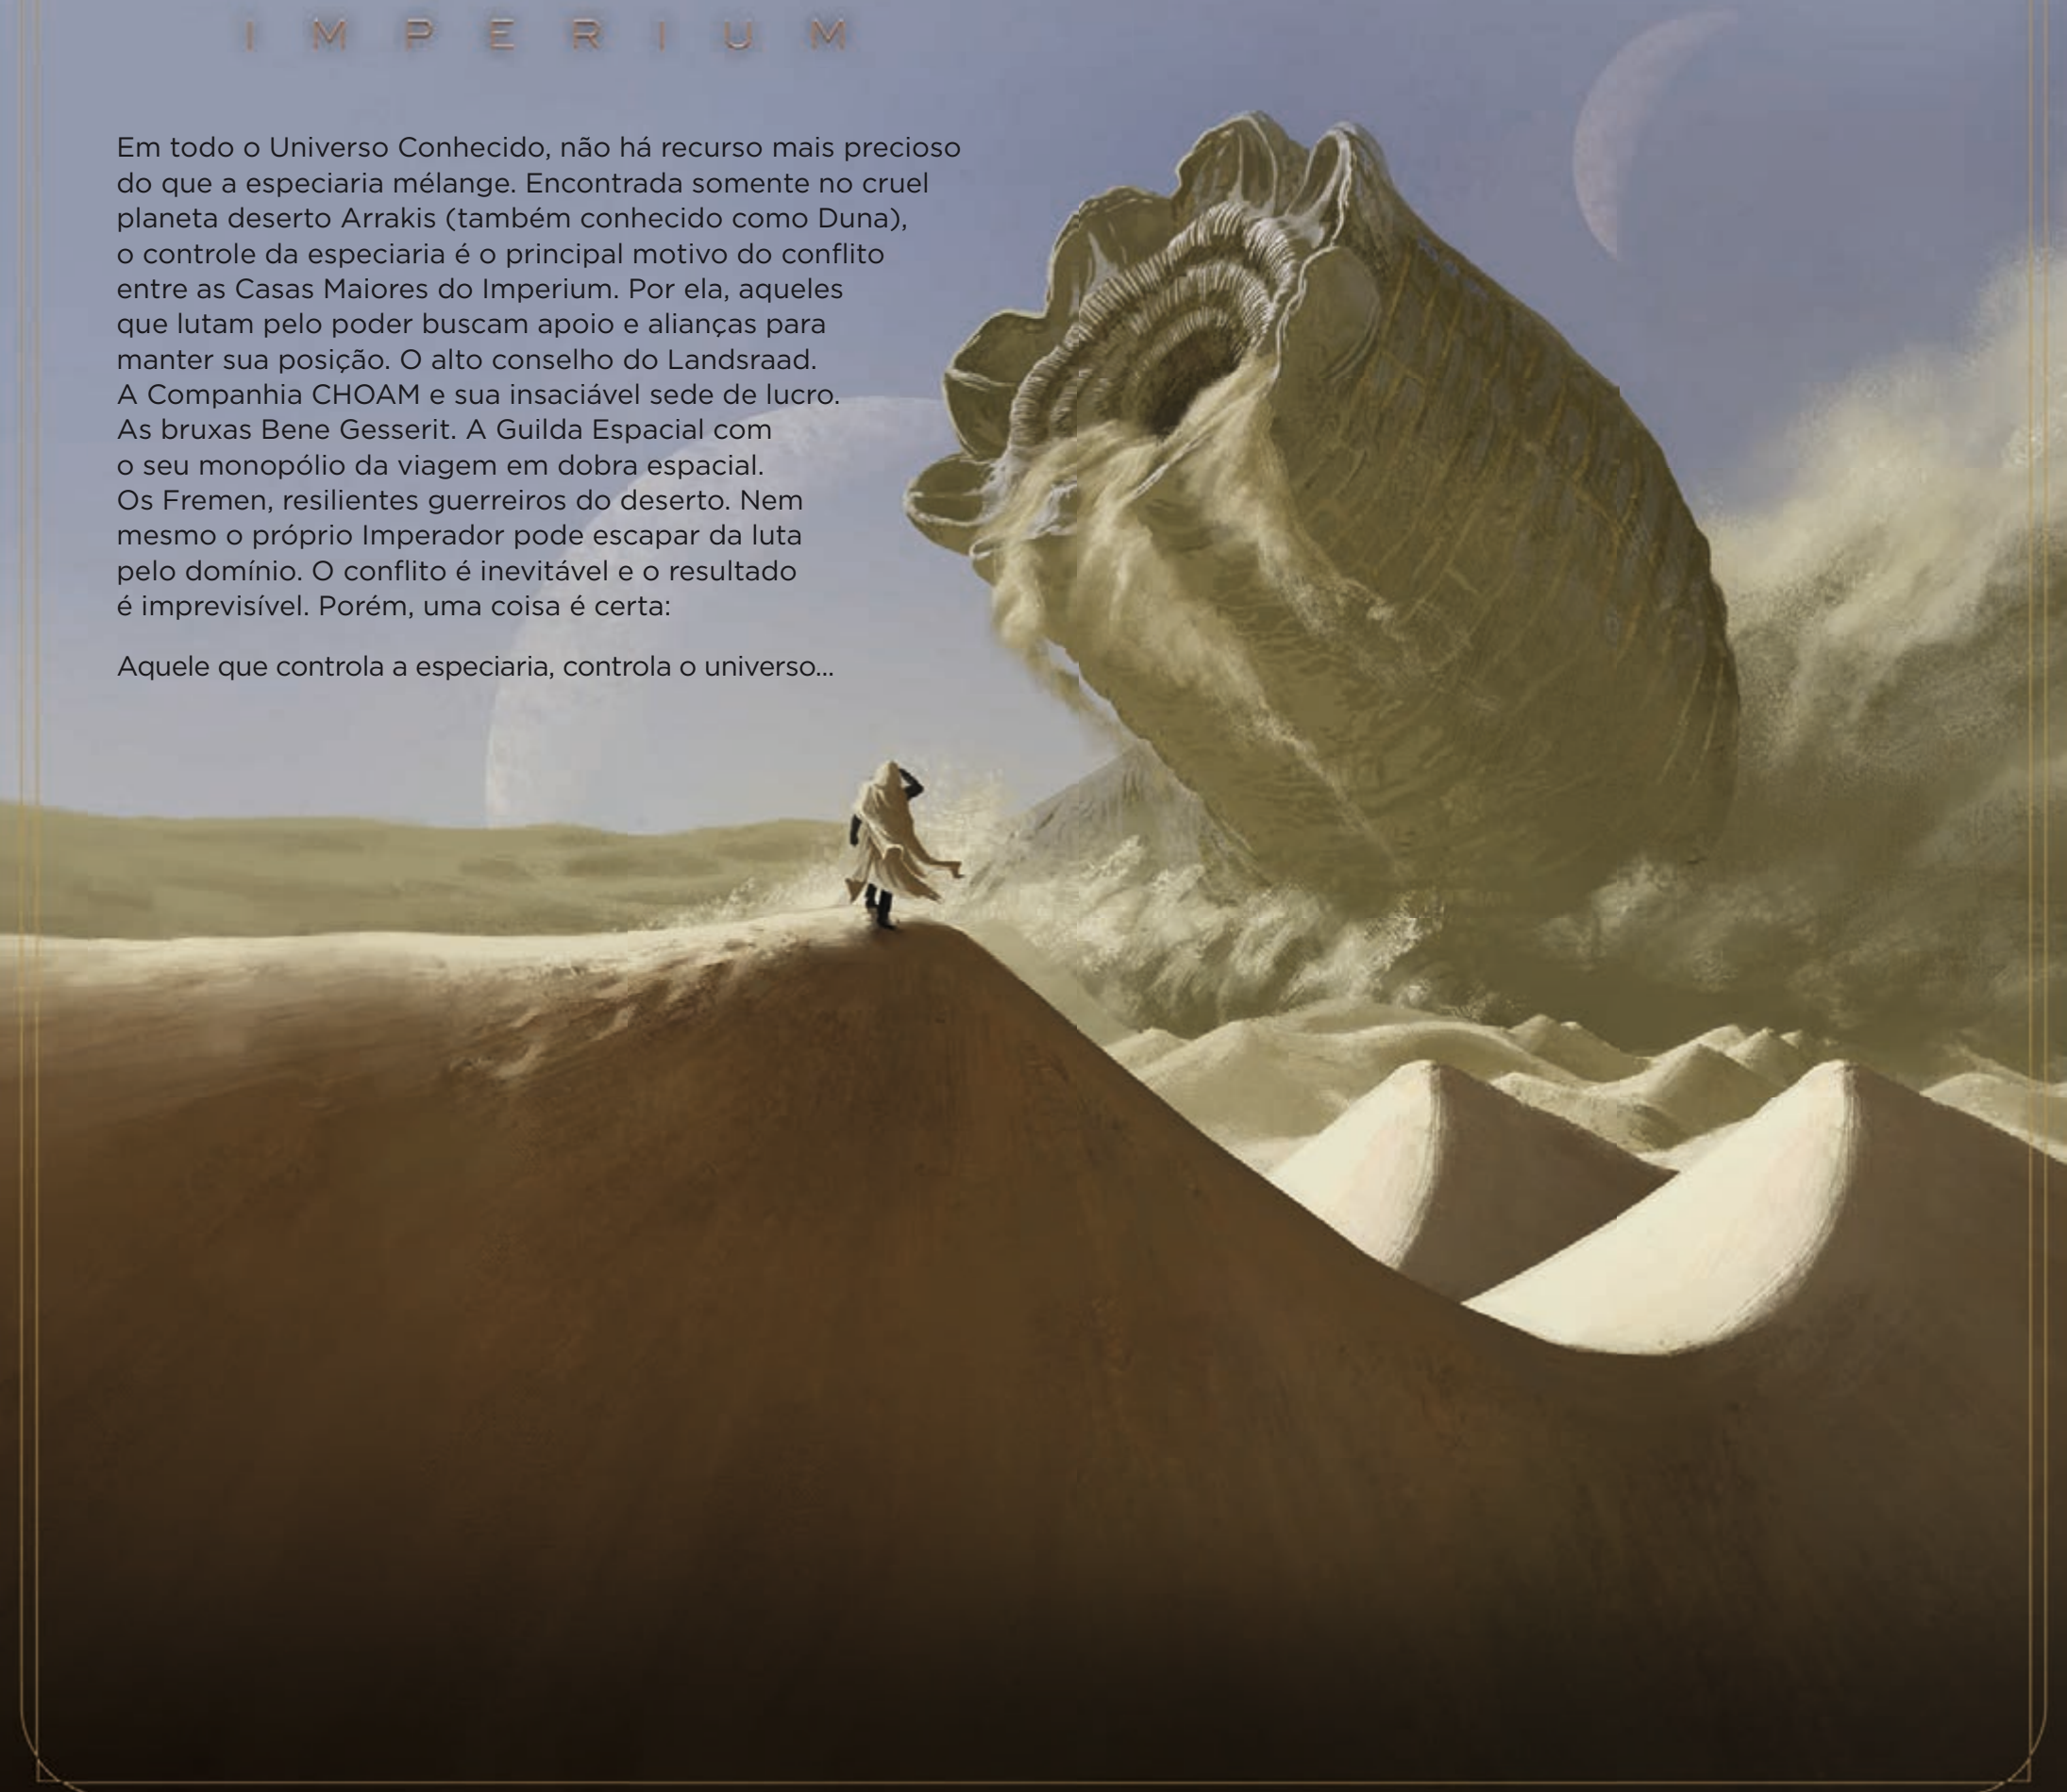 IMPERIUM
Em todo o Universo Conhecido, não há recurso mais precioso
do que a especiaria mélange. Encontrada somente no cruel
planeta deserto Arrakis (também conhecido como Duna),
o controle da especiaria é o principal motivo do conflito
entre as Casas Maiores do Imperium. Por ela, aqueles
que lutam pelo poder buscam apoio e alianças para
manter sua posição. O alto conselho do Landsraad.
A Companhia CHOAM e sua insaciável sede de lucro.
As bruxas Bene Gesserit. A Guilda Espacial com
o seu monopólio da viagem em dobra espacial.
Os Fremen, resilientes guerreiros do deserto. Nem
mesmo o próprio Imperador pode escapar da luta
pelo domínio. O conflito é inevitável e o resultado
é imprevisível. Porém, uma coisa é certa:
Aquele que controla a especiaria, controla o universo...